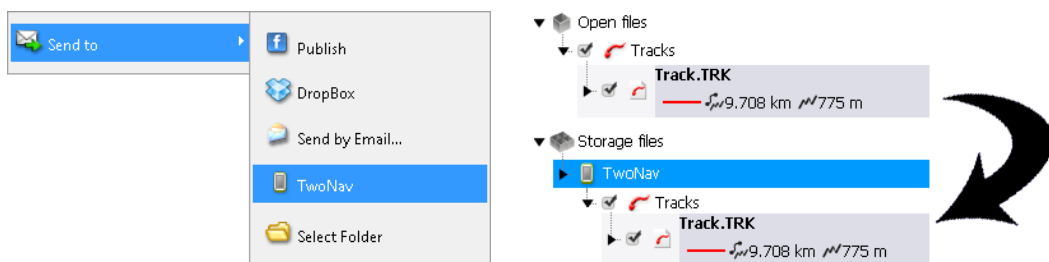 Send to
Publish
DropBox
Send by Email...
TwoNav
Select Folder
Open files
Tracks
Track.TRK
9.708 km 775 m
Storage files
TwoNav
Tracks
Track.TRK
9.708 km 775 m